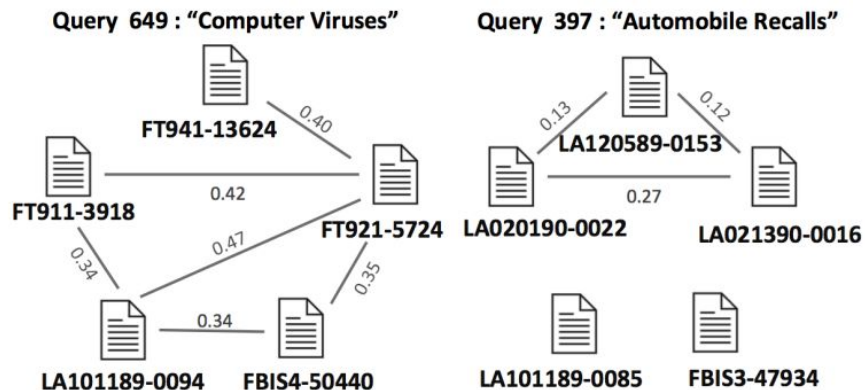 Query 649 : “Computer Viruses”
FT941-13624
0.40
FT911-3918
0.42
FT921-5724
0.34
0.47
0.35
0.34
LA101189-0094
FBIS4-50440
Query 397 : “Automobile Recalls”
0.13
0.12
LA120589-0153
LA020190-0022
0.27
LA021390-0016
LA101189-0085
FBIS3-47934